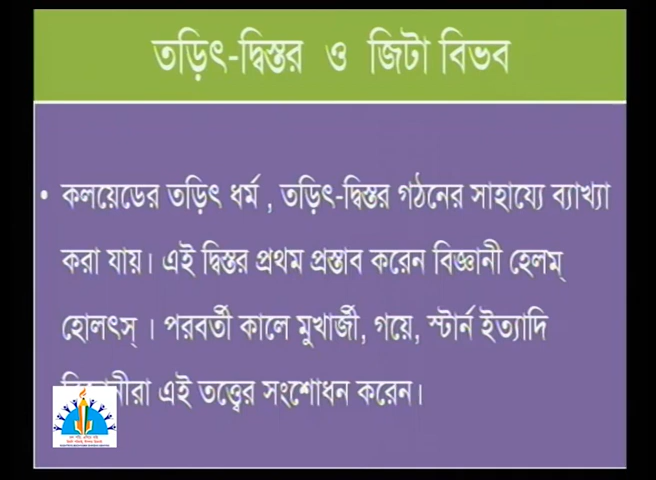 তড়িৎ-দ্বিস্তর ও জিটা বিভব
• কলয়েডের তড়িৎ ধর্ম , তড়িৎ-দ্বিস্তর গঠনের সাহায্যে ব্যাখ্যা
করা যায়। এই দ্বিস্তর প্রথম প্রস্তাব করেন বিজ্ঞানী হেলম্
হোলৎস্ । পরবর্তী কালে মুখার্জী, গয়ে, স্টার্ন ইত্যাদি
এই তত্ত্বের সংশোধন করেন।